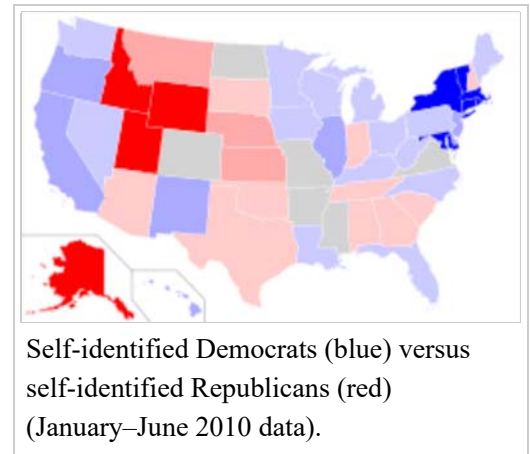 Self-identified Democrats (blue) versus
self-identified Republicans (red)
(January–June 2010 data).